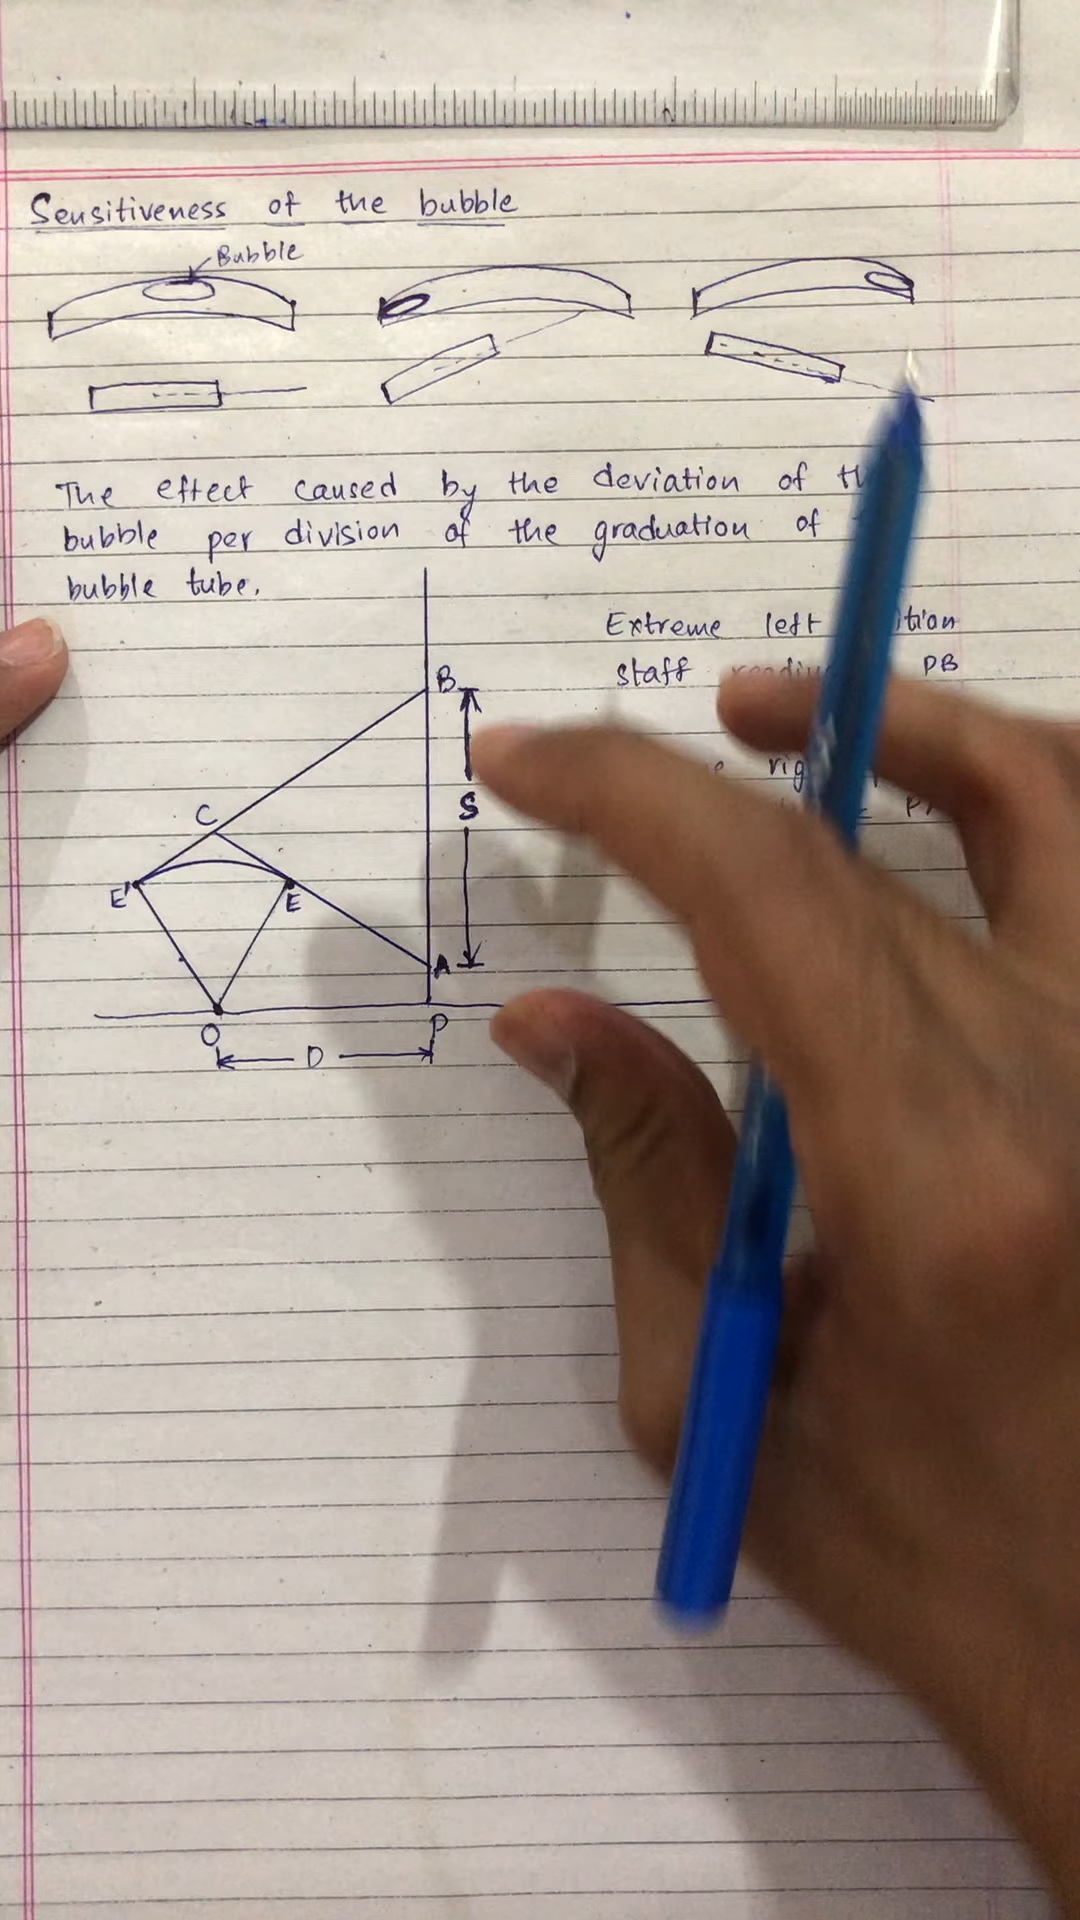 Sensitiveness of the bubble
Bubble
The effect caused by the deviation of
bubble per division of the graduation of
bubble tube.
Extreme left
staff PB
B
S
C
E'
E
A
O
P
D